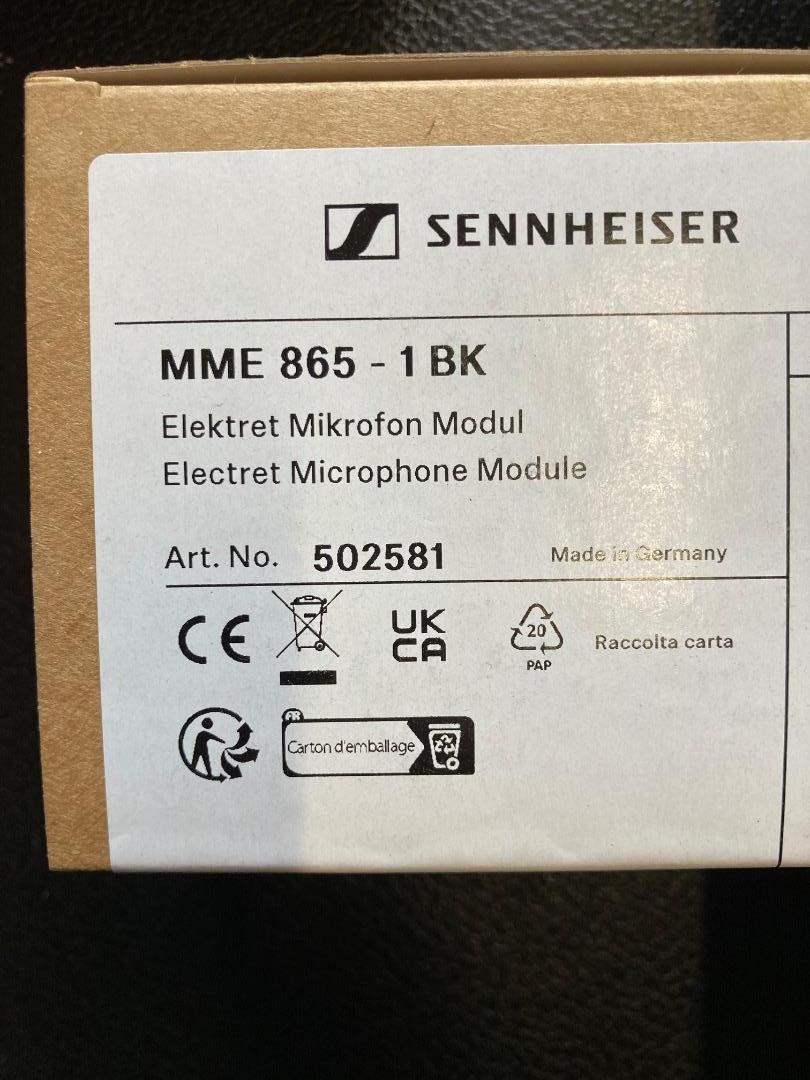 SENNHEISER
MME 865 - 1 BK
Elektret Mikrofon Modul
Electret Microphone Module
Art. No. 502581 Made in Germany
CE UK CA 20 PAP Raccolta carta
FR
Carton d'emballage